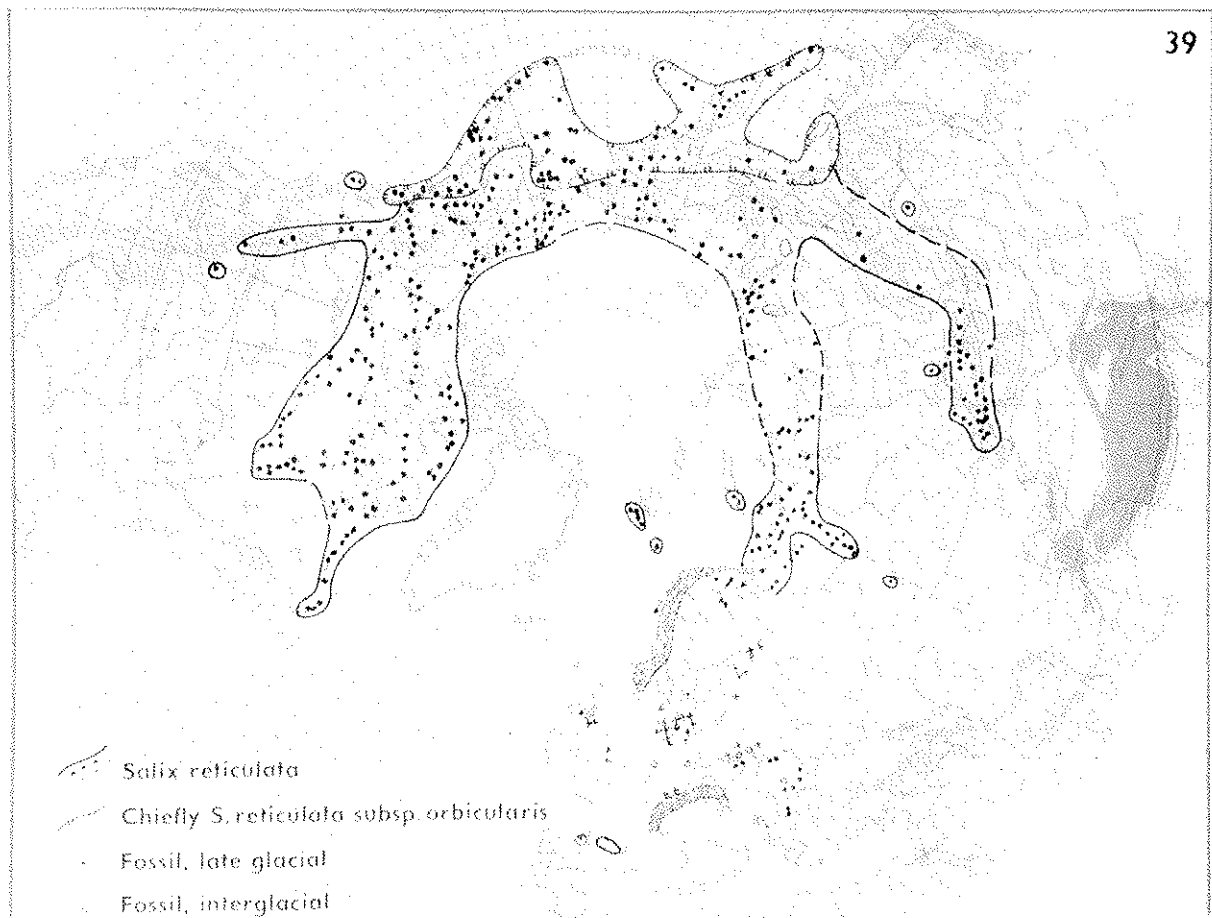 39
Salix reticulata
Chiefly S. reticulata subsp. orbicularis
Fossil, late glacial
Fossil, interglacial